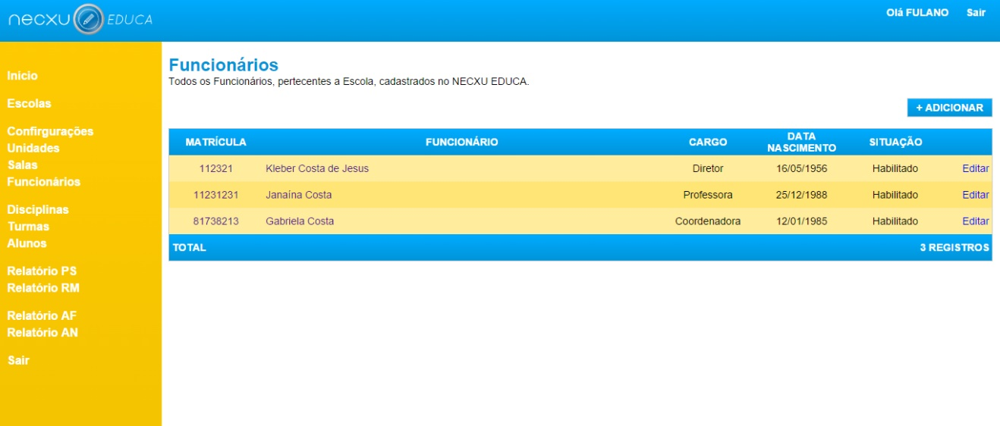 necxu EDUCA
Olá FULANO Sair
Início
Escolas
Confirgurações
Unidades
Salas
Funcionários
Disciplinas
Turmas
Alunos
Relatório PS
Relatório RM
Relatório AF
Relatório AN
Sair
Funcionários
Todos os Funcionários, pertecentes a Escola, cadastrados no NECXU EDUCA.
+ ADICIONAR
MATRÍCULA FUNCIONÁRIO CARGO DATA NASCIMENTO SITUAÇÃO
112321 Kleber Costa de Jesus Diretor 16/05/1956 Habilitado Editar
11231231 Janaína Costa Professora 25/12/1988 Habilitado Editar
81738213 Gabriela Costa Coordenadora 12/01/1985 Habilitado Editar
TOTAL 3 REGISTROS